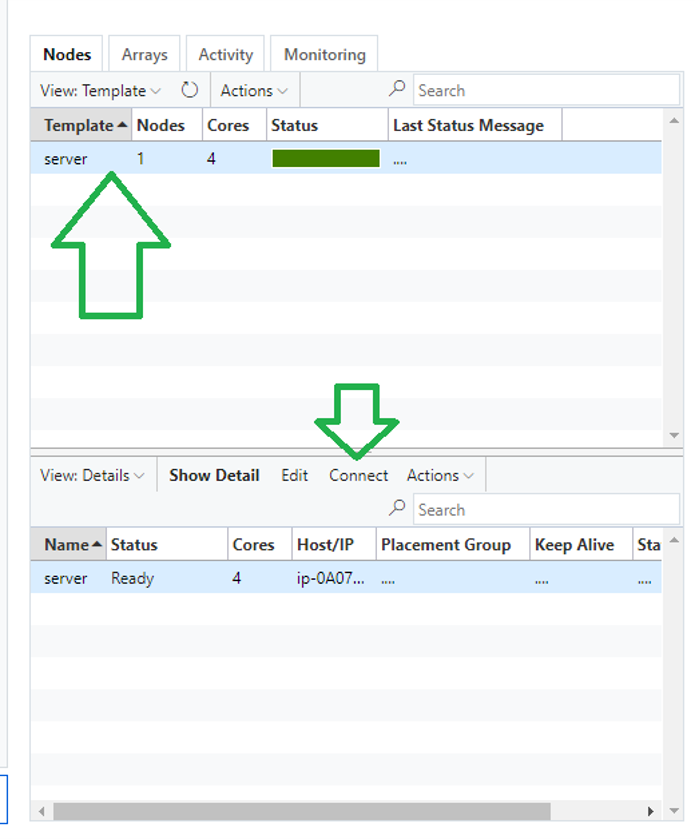 Nodes Arrays Activity Monitoring
View: Template Actions Search
Template Nodes Cores Status Last Status Message
server 1 4 ....
View: Details Show Detail Edit Connect Actions
Search
Name Status Cores Host/IP Placement Group Keep Alive Sta
server Ready 4 ip-0A07... .... .... ....